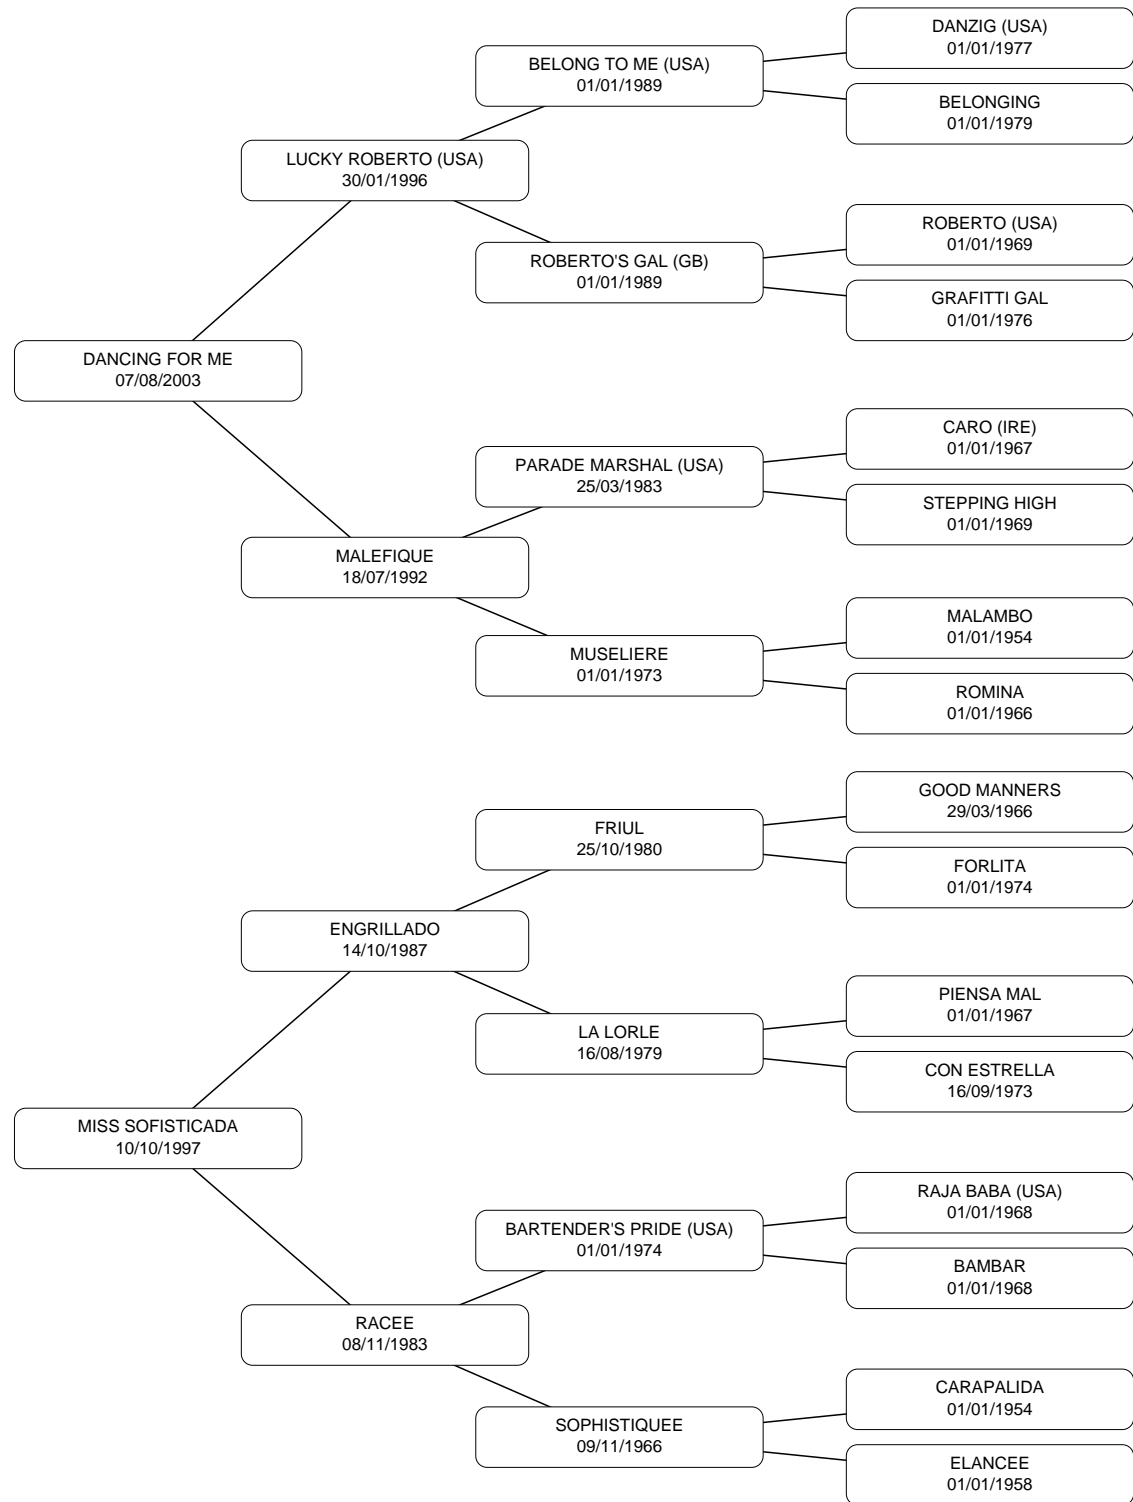 DANCING FOR ME
07/08/2003
LUCKY ROBERTO (USA)
30/01/1996
BELONG TO ME (USA)
01/01/1989
DANZIG (USA)
01/01/1977
BELONGING
01/01/1979
ROBERTO'S GAL (GB)
01/01/1989
ROBERTO (USA)
01/01/1969
GRAFITTI GAL
01/01/1976
MALEFIQUE
18/07/1992
PARADE MARSHAL (USA)
25/03/1983
CARO (IRE)
01/01/1967
STEPPING HIGH
01/01/1969
MUSELIERE
01/01/1973
MALAMBO
01/01/1954
ROMINA
01/01/1966
MISS SOFISTICADA
10/10/1997
ENGRILLADO
14/10/1987
FRIUL
25/10/1980
GOOD MANNERS
29/03/1966
FORLITA
01/01/1974
LA LORLE
16/08/1979
PIENSA MAL
01/01/1967
CON ESTRELLA
16/09/1973
RACEE
08/11/1983
BARTENDER'S PRIDE (USA)
01/01/1974
RAJA BABA (USA)
01/01/1968
BAMBAR
01/01/1968
SOPHISTIQUEE
09/11/1966
CARAPALIDA
01/01/1954
ELANCEE
01/01/1958